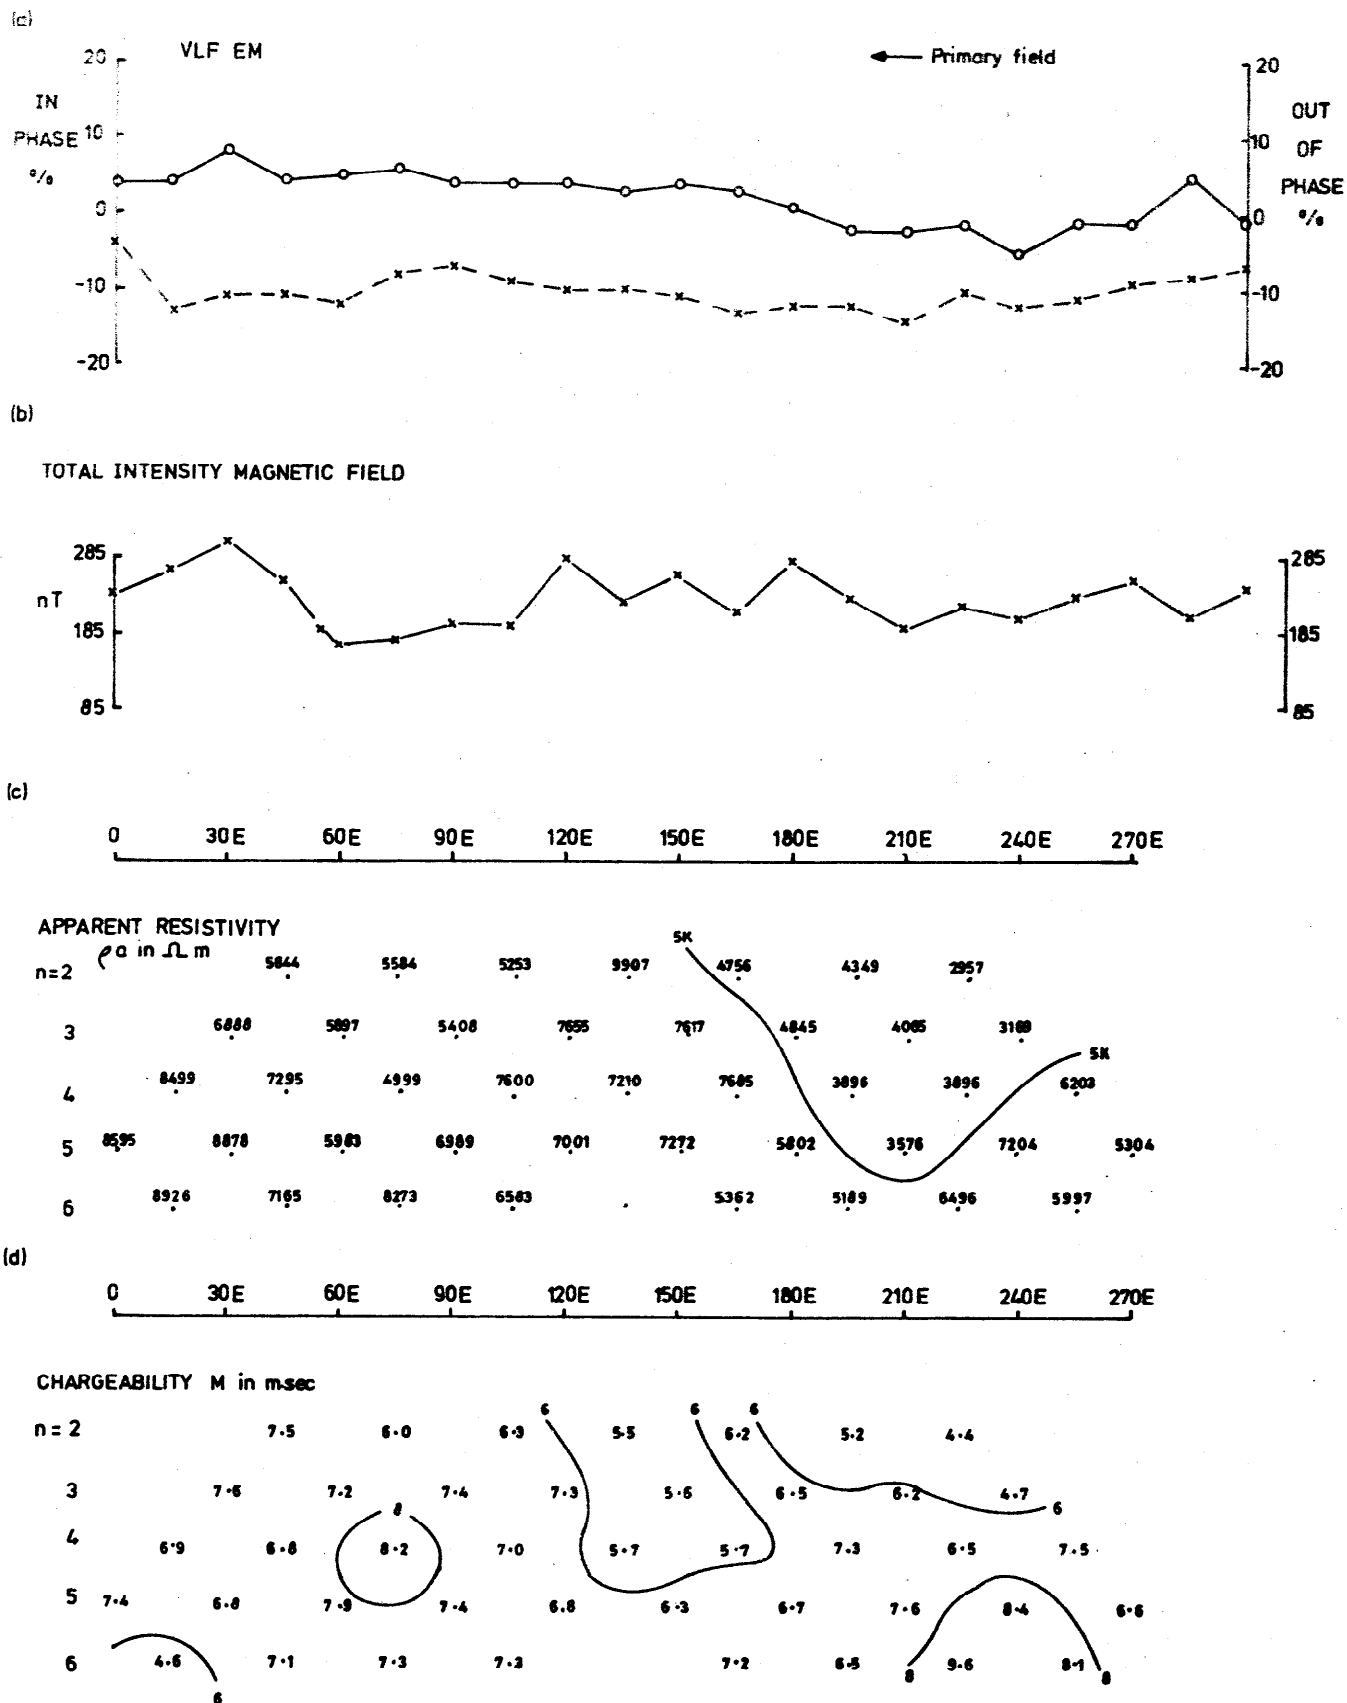 (a)
VLF EM
← Primary field
20 20
IN OUT
PHASE 10 10 OF
% PHASE
0 0 %
-10 -10
-20 -20
(b)
TOTAL INTENSITY MAGNETIC FIELD
285 285
nT
185 185
85 85
(c)
0 30E 60E 90E 120E 150E 180E 210E 240E 270E
APPARENT RESISTIVITY
ρa in Ω m
5K
n=2 5844 5584 5253 9907 4756 4349 2957
3 6888 5897 5408 7655 7617 4845 4065 3169
5K
4 8499 7295 4999 7600 7210 7685 3896 3896 6203
5 8595 8878 5983 6989 7001 7272 5802 3576 7204 5304
6 8926 7165 8273 6583 5362 5189 6496 5997
(d)
0 30E 60E 90E 120E 150E 180E 210E 240E 270E
CHARGEABILITY M in msec
6 6 6
n=2 7.5 6.0 6.3 5.5 6.2 5.2 4.4
3 7.6 7.2 7.4 7.3 5.6 6.5 6.2 4.7
8 6
4 6.9 6.8 8.2 7.0 5.7 5.7 7.3 6.5 7.5
5 7.4 6.8 7.9 7.4 6.8 6.3 6.7 7.6 8.4 6.6
6 4.6 7.1 7.3 7.3 7.2 6.5 9.6 8.1
8 8
6